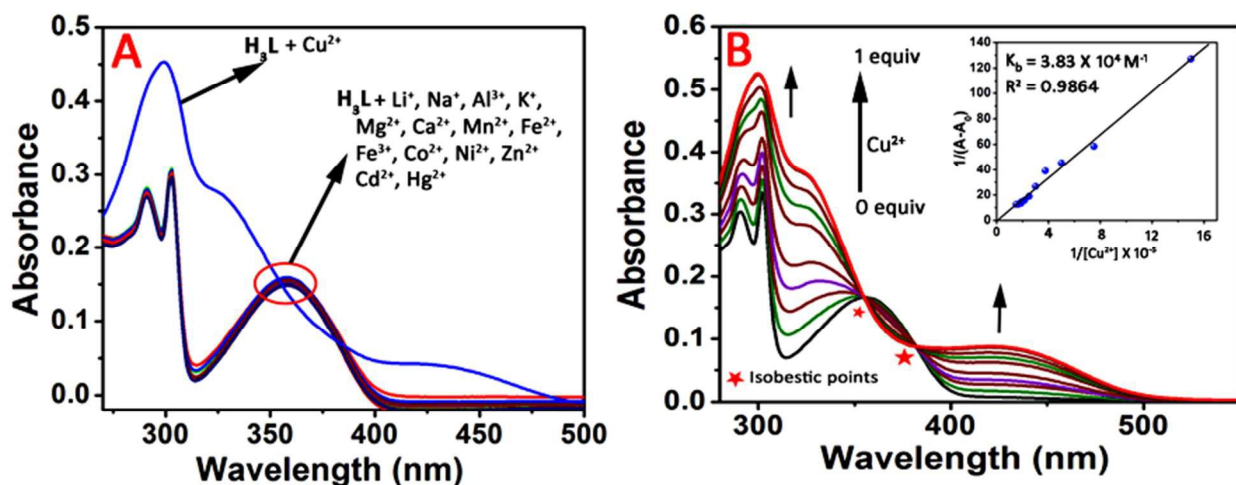 A
H₃L + Cu²⁺
H₃L + Li⁺, Na⁺, Al³⁺, K⁺,
Mg²⁺, Ca²⁺, Mn²⁺, Fe²⁺,
Fe³⁺, Co²⁺, Ni²⁺, Zn²⁺
Cd²⁺, Hg²⁺
0.5
0.4
0.3
0.2
0.1
0.0
Absorbance
300
350
400
450
500
Wavelength (nm)
B
1 equiv
Cu²⁺
0 equiv
Isobestic points
0.6
0.5
0.4
0.3
0.2
0.1
0.0
Absorbance
300
400
500
Wavelength (nm)
K_b = 3.83 X 10⁴ M⁻¹
R² = 0.9864
140
120
100
80
60
40
20
0
1/(A-A₀)
4
8
12
16
1/[Cu²⁺] X 10⁻⁵